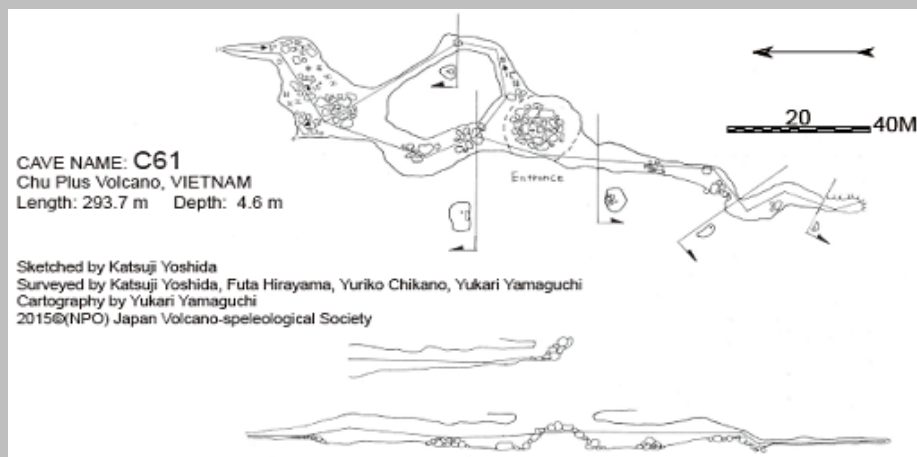 20
40M
CAVE NAME: C61
Chu Plus Volcano, VIETNAM
Length: 293.7 m Depth: 4.6 m
Entrance
Sketched by Katsuji Yoshida
Surveyed by Katsuji Yoshida, Futa Hirayama, Yuriko Chikano, Yukari Yamaguchi
Cartography by Yukari Yamaguchi
2015©(NPO) Japan Volcano-speleological Society